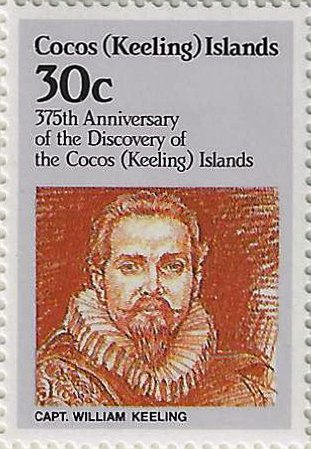 Cocos (Keeling) Islands
30c
375th Anniversary
of the Discovery of
the Cocos (Keeling) Islands
CAPT. WILLIAM KEELING